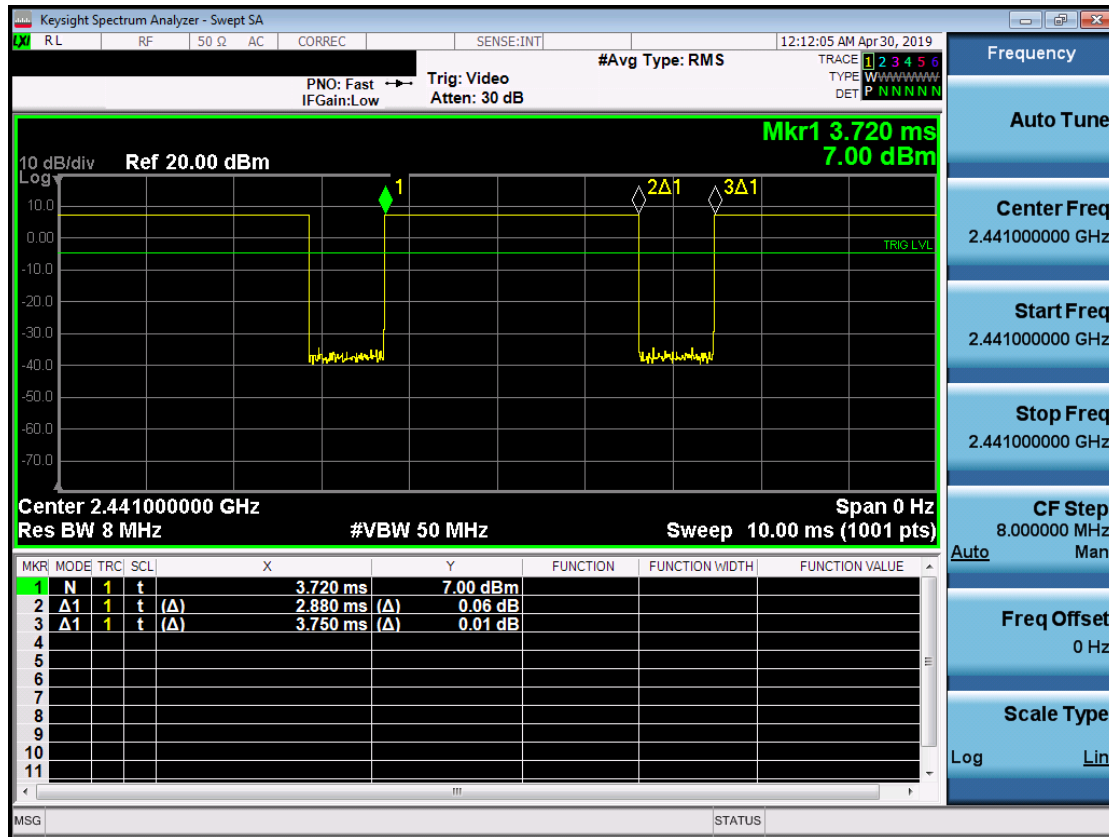 Keysight Spectrum Analyzer - Swept SA
LXI RL RF 50 Ω AC CORREC SENSE:INT 12:12:05 AM Apr 30, 2019
#Avg Type: RMS
TRACE 1 2 3 4 5 6
PNO: Fast Trig: Video
TYPE WWWWWWW
IFGain:Low Atten: 30 dB
DET P N N N N N
Mkr1 3.720 ms
7.00 dBm
10 dB/div Ref 20.00 dBm
Log
1 2Δ1 3Δ1
10.0
0.00
TRIG LVL
-10.0
-20.0
-30.0
-40.0
-50.0
-60.0
-70.0
Center 2.441000000 GHz Span 0 Hz
Res BW 8 MHz #VBW 50 MHz Sweep 10.00 ms (1001 pts)
MKR MODE TRC SCL X Y FUNCTION FUNCTION WIDTH FUNCTION VALUE
1 N 1 t 3.720 ms 7.00 dBm
2 Δ1 1 t (Δ) 2.880 ms (Δ) 0.06 dB
3 Δ1 1 t (Δ) 3.750 ms (Δ) 0.01 dB
4
5
6
7
8
9
10
11
MSG STATUS
Frequency
Auto Tune
Center Freq
2.441000000 GHz
Start Freq
2.441000000 GHz
Stop Freq
2.441000000 GHz
CF Step
8.000000 MHz
Auto Man
Freq Offset
0 Hz
Scale Type
Log Lin